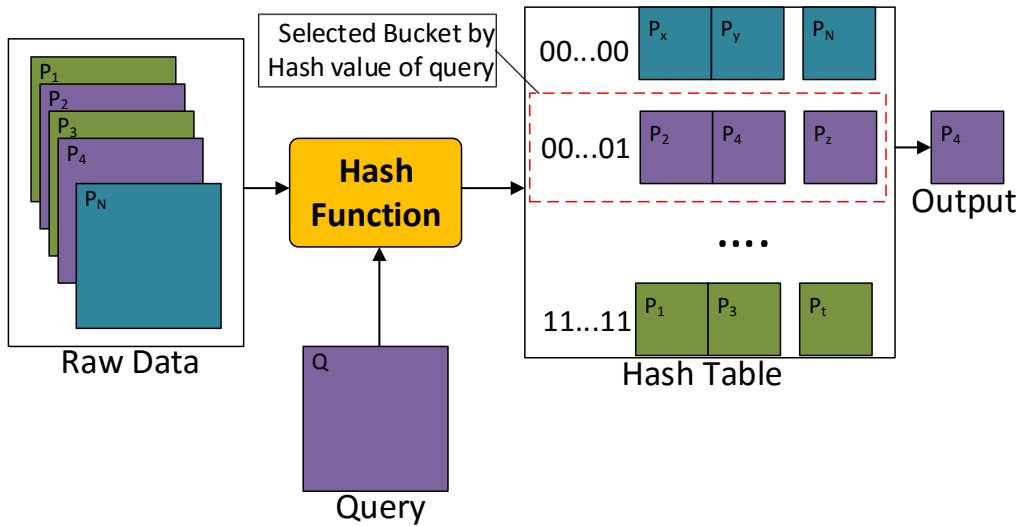 Selected Bucket by
Hash value of query
P1
P2
P3
P4
PN
Raw Data
Hash
Function
Q
Query
00...00
Px
Py
PN
00...01
P2
P4
Pz
....
11...11
P1
P3
Pt
Hash Table
P4
Output